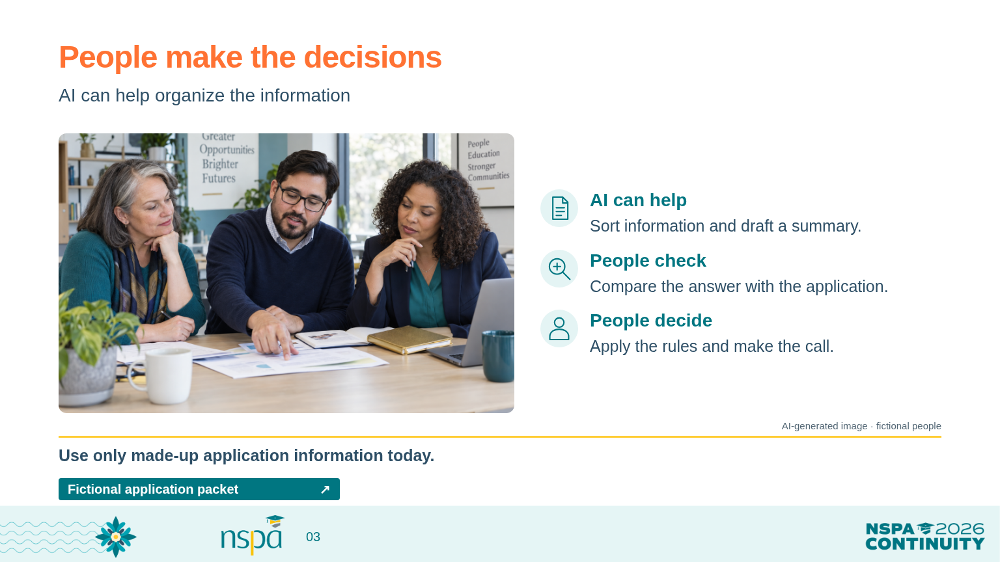 People make the decisions
AI can help organize the information
Greater
Opportunities
Brighter
Futures
People
Education
Stronger
Communities
AI can help
Sort information and draft a summary.
People check
Compare the answer with the application.
People decide
Apply the rules and make the call.
AI-generated image · fictional people
Use only made-up application information today.
Fictional application packet ↗
nspa
03
NSPA 2026
CONTINUITY